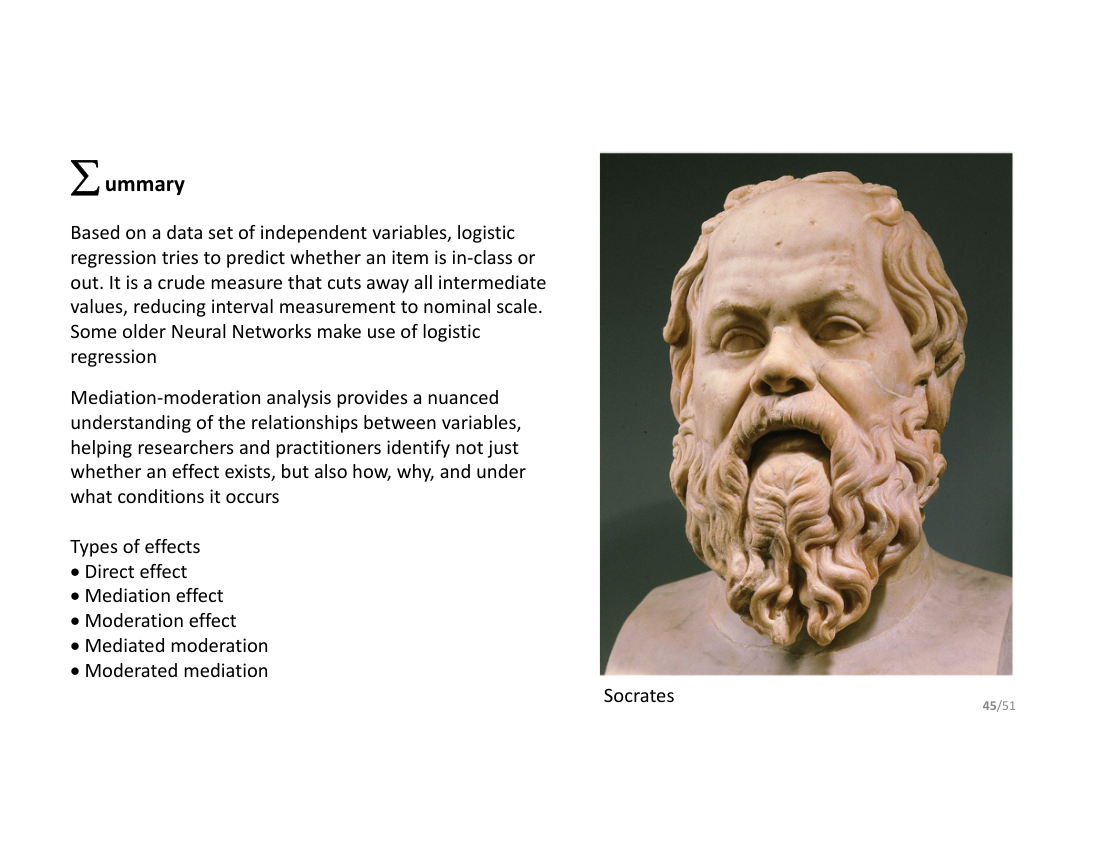 ∑ummary
Based on a data set of independent variables, logistic
regression tries to predict whether an item is in-class or
out. It is a crude measure that cuts away all intermediate
values, reducing interval measurement to nominal scale.
Some older Neural Networks make use of logistic
regression
Mediation-moderation analysis provides a nuanced
understanding of the relationships between variables,
helping researchers and practitioners identify not just
whether an effect exists, but also how, why, and under
what conditions it occurs
Types of effects
• Direct effect
• Mediation effect
• Moderation effect
• Mediated moderation
• Moderated mediation
Socrates
45/51